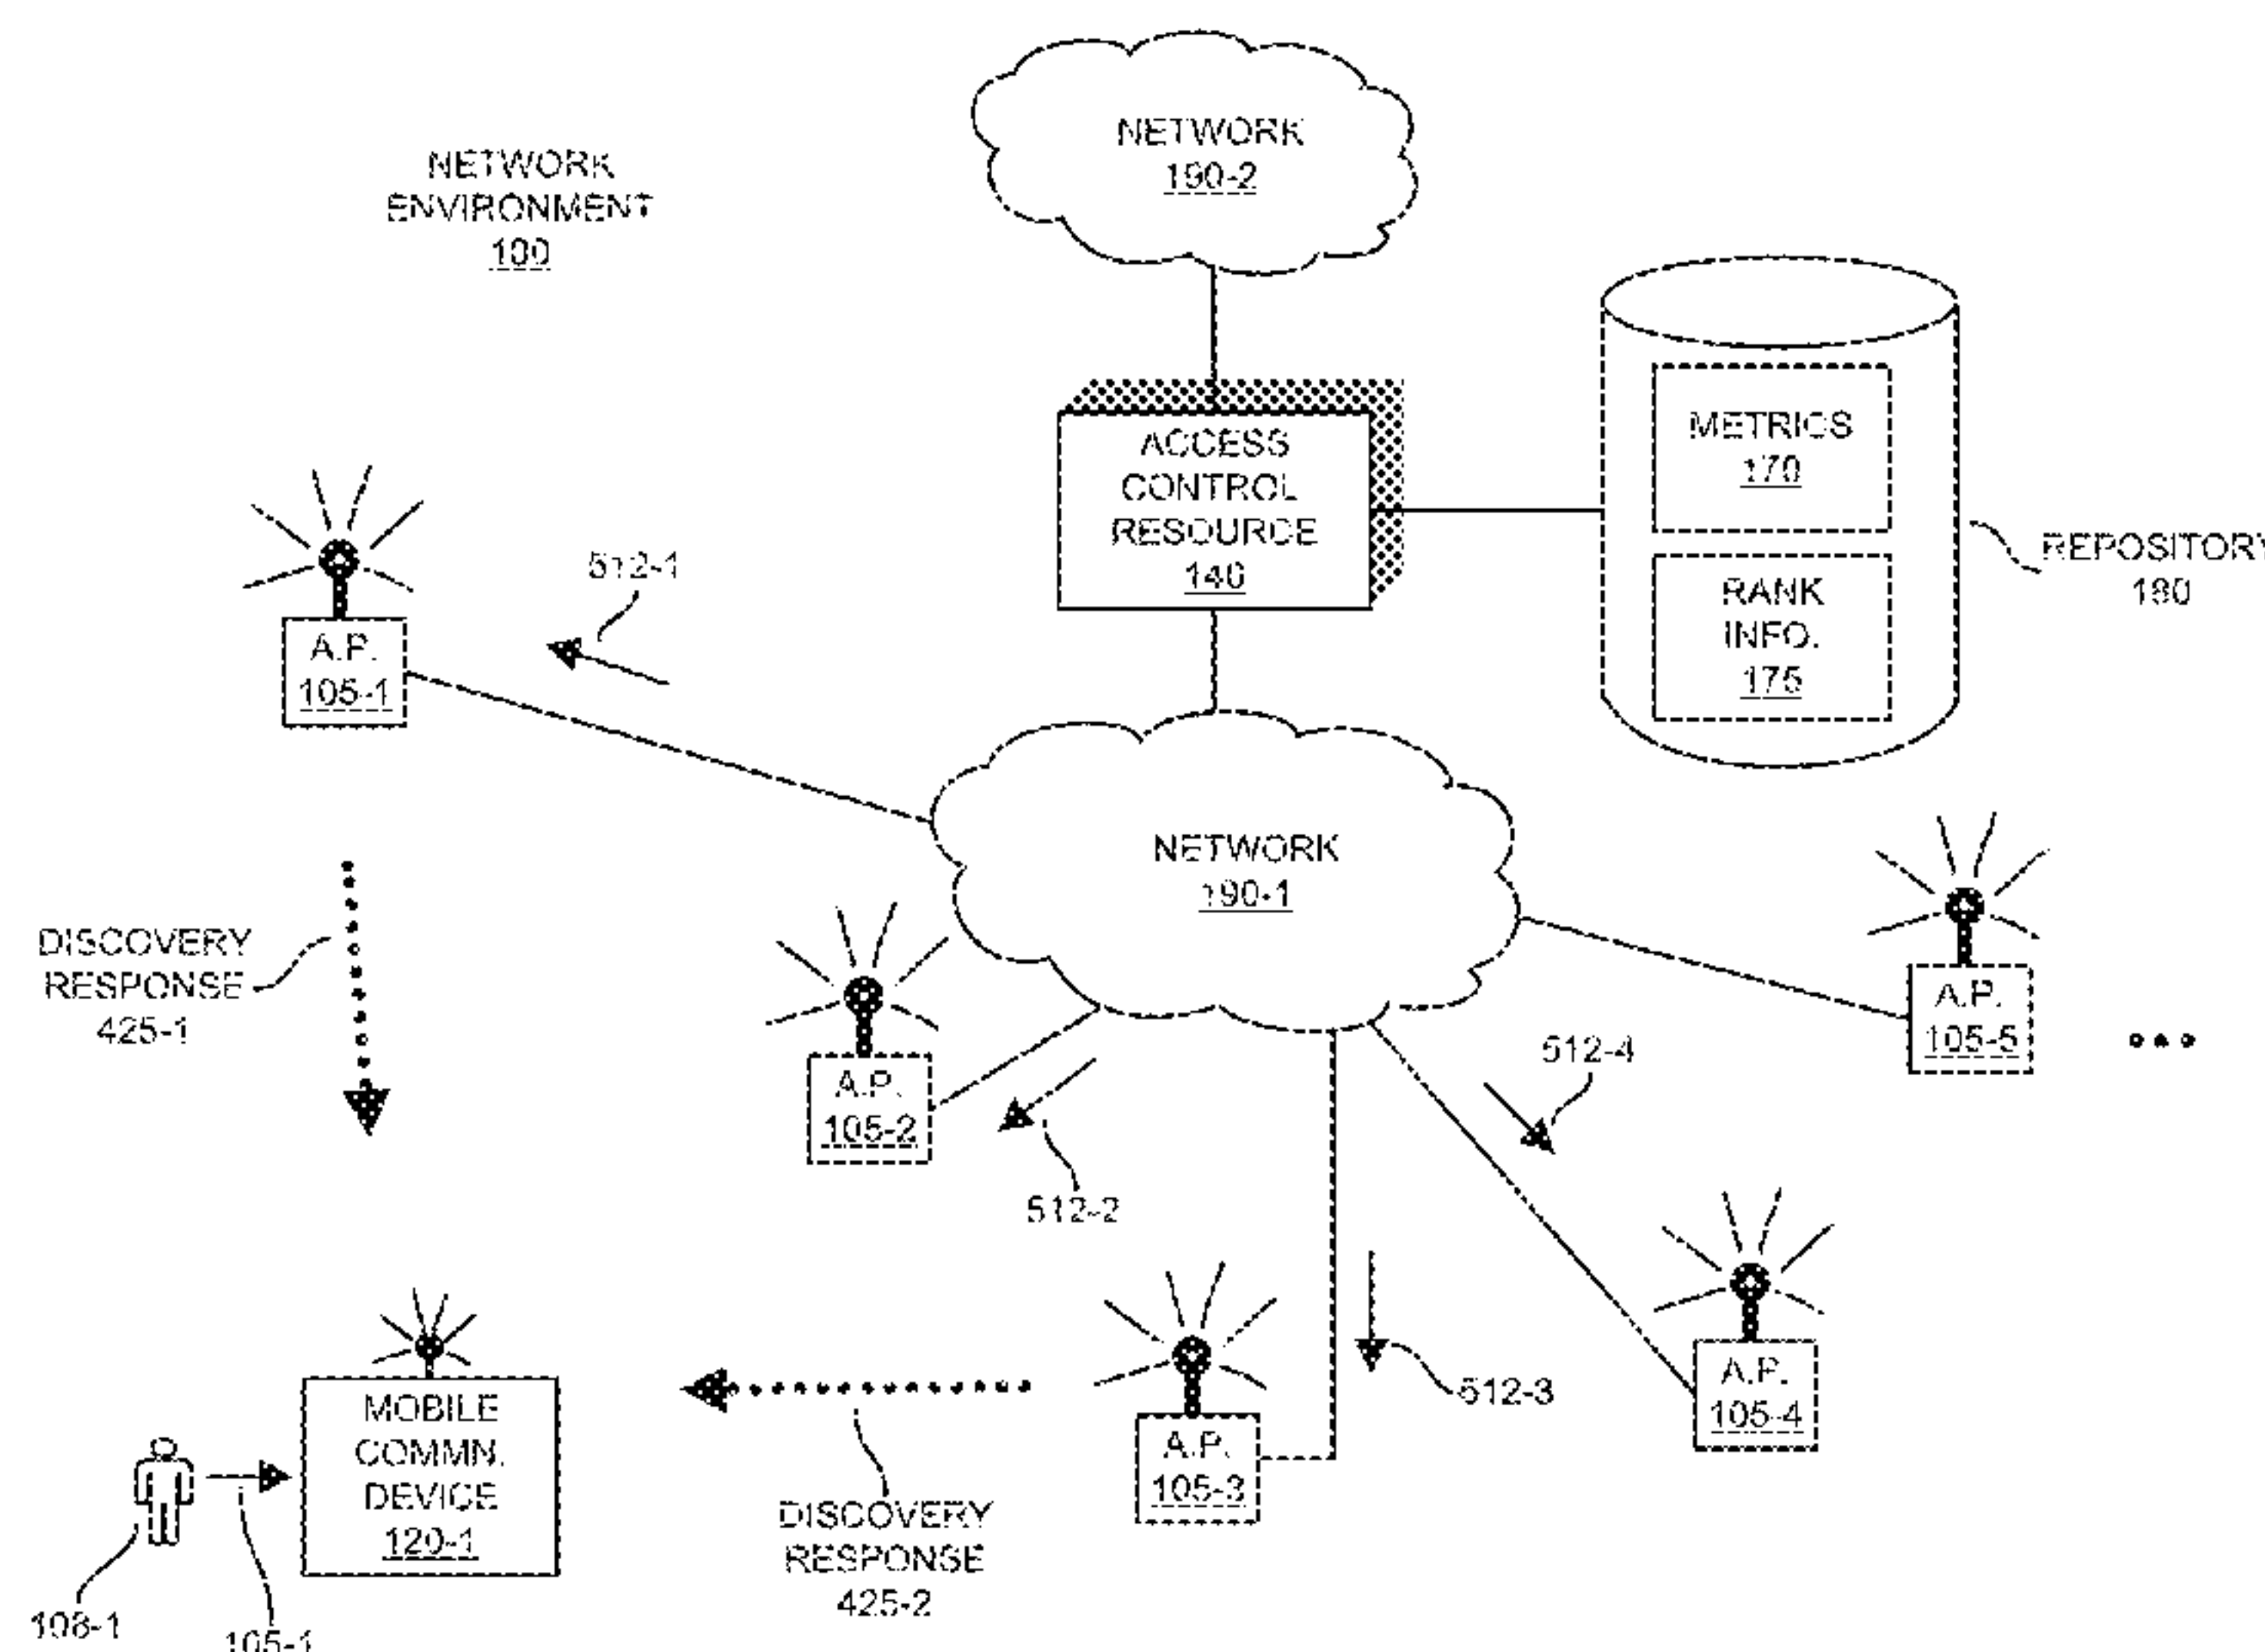 NETWORK
190-2
NETWORK
ENVIRONMENT
100
ACCESS
CONTROL
RESOURCE
140
METRICS
170
RANK
INFO.
175
REPOSITORY
180
512-1
A.P.
105-1
NETWORK
190-1
DISCOVERY
RESPONSE
425-1
A.P.
105-2
512-2
512-4
A.P.
105-5
A.P.
105-4
512-3
A.P.
105-3
DISCOVERY
RESPONSE
425-2
MOBILE
COMMN.
DEVICE
120-1
108-1
105-1